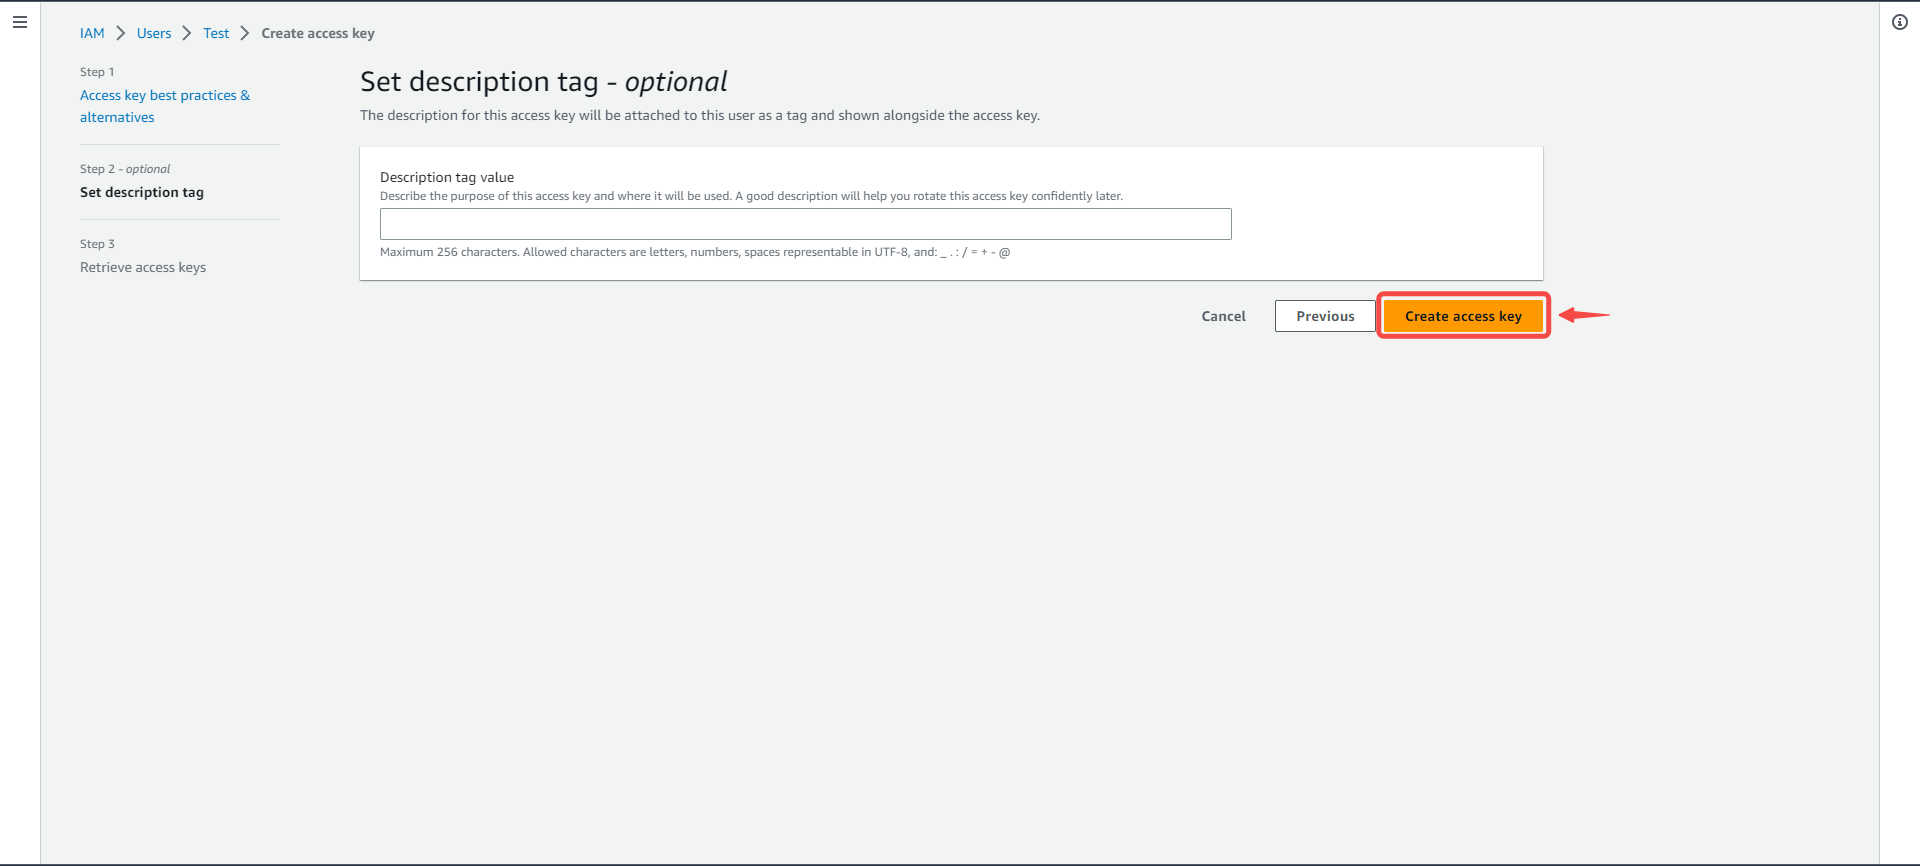 IAM > Users > Test > Create access key
Step 1
Access key best practices &
alternatives
Step 2 - optional
Set description tag
Step 3
Retrieve access keys
Set description tag - optional
The description for this access key will be attached to this user as a tag and shown alongside the access key.
Description tag value
Describe the purpose of this access key and where it will be used. A good description will help you rotate this access key confidently later.
Maximum 256 characters. Allowed characters are letters, numbers, spaces representable in UTF-8, and: _ . : / = + - @
Cancel
Previous
Create access key